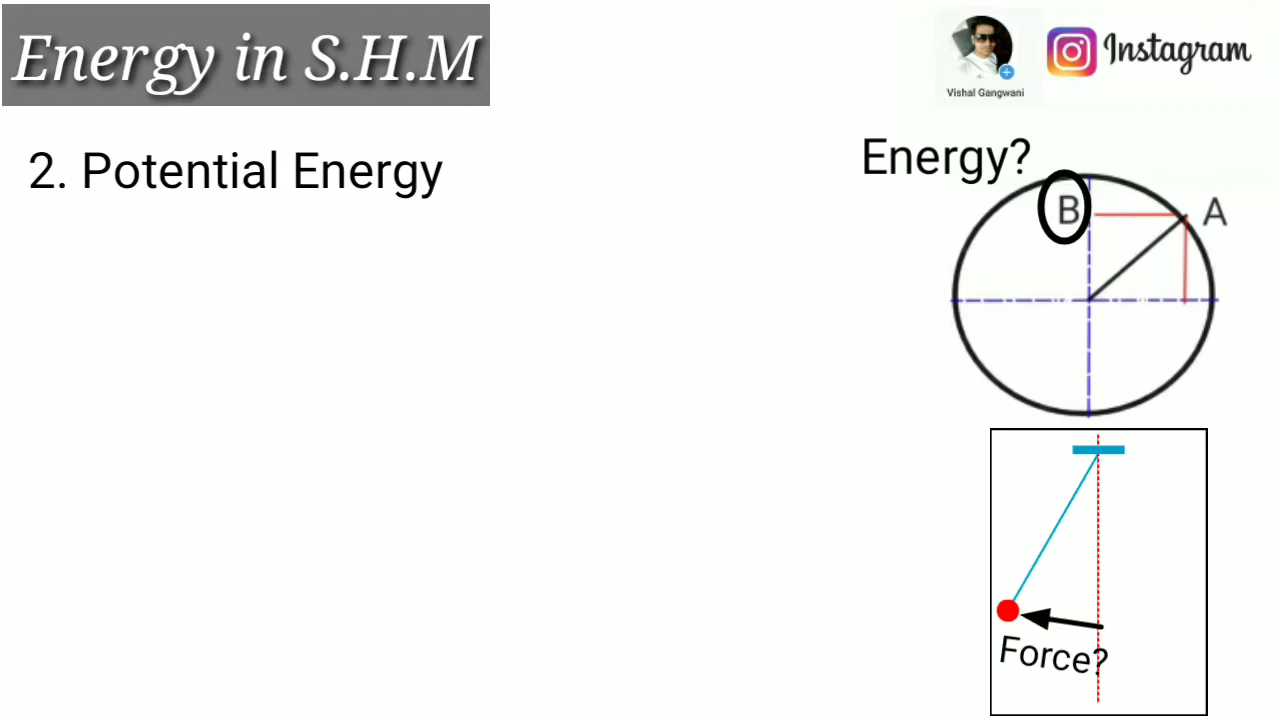 Energy in S.H.M
Instagram
Vishal Gangwani
2. Potential Energy
Energy?
B
A
Force?